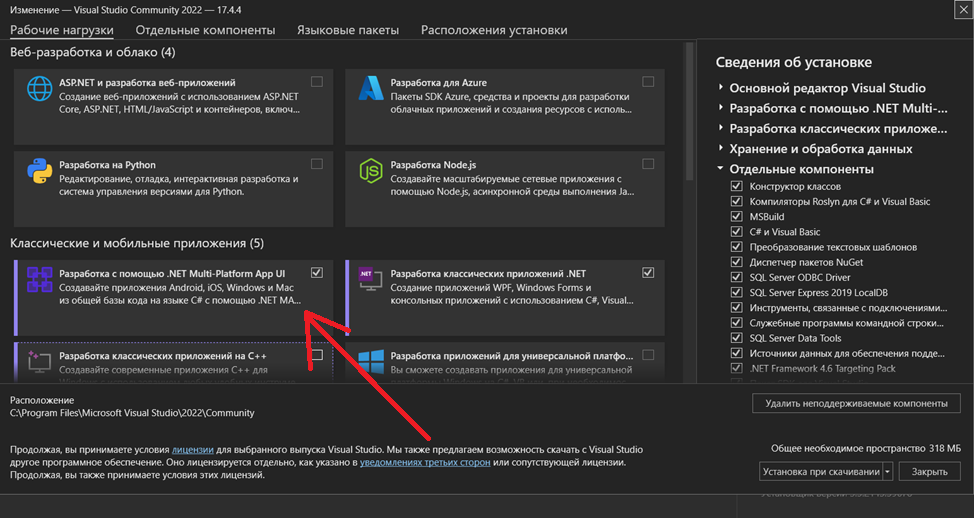 Изменение — Visual Studio Community 2022 — 17.4.4
Рабочие нагрузки Отдельные компоненты Языковые пакеты Расположения установки
Веб-разработка и облако (4)
ASP.NET и разработка веб-приложений
Создание веб-приложений с использованием ASP.NET
Core, ASP.NET, HTML/JavaScript и контейнеров, включ...
Разработка для Azure
Пакеты SDK Azure, средства и проекты для разработки
облачных приложений и создания ресурсов с исполь...
Разработка на Python
Редактирование, отладка, интерактивная разработка и
система управления версиями для Python.
Разработка Node.js
Создавайте масштабируемые сетевые приложения с
помощью Node.js, асинхронной среды выполнения Ja...
Классические и мобильные приложения (5)
Разработка с помощью .NET Multi-Platform App UI
Создавайте приложения Android, iOS, Windows и Mac
из общей базы кода на языке C# с помощью .NET MA...
.NET
Разработка классических приложений .NET
Создание приложений WPF, Windows Forms и
консольных приложений с использованием C#, Visual...
Разработка классических приложений на C++
Создавайте современные приложения C++ для
Разработка приложений для универсальной платфо...
Вы можете создавать приложения для универсальной
Сведения об установке
Основной редактор Visual Studio
Разработка с помощью .NET Multi-...
Разработка классических приложе...
Хранение и обработка данных
Отдельные компоненты
Конструктор классов
Компиляторы Roslyn для C# и Visual Basic
MSBuild
C# и Visual Basic
Преобразование текстовых шаблонов
Диспетчер пакетов NuGet
SQL Server ODBC Driver
SQL Server Express 2019 LocalDB
Инструменты, связанные с подключениями...
Служебные программы командной строки...
SQL Server Data Tools
Источники данных для обеспечения подде...
.NET Framework 4.6 Targeting Pack
Расположение
C:\Program Files\Microsoft Visual Studio\2022\Community
Удалить неподдерживаемые компоненты
Продолжая, вы принимаете условия лицензии для выбранного выпуска Visual Studio. Мы также предлагаем возможность скачать с Visual Studio
другое программное обеспечение. Оно лицензируется отдельно, как указано в уведомлениях третьих сторон или сопутствующей лицензии.
Продолжая, вы также принимаете условия этих лицензий.
Общее необходимое пространство 318 МБ
Установка при скачивании Закрыть